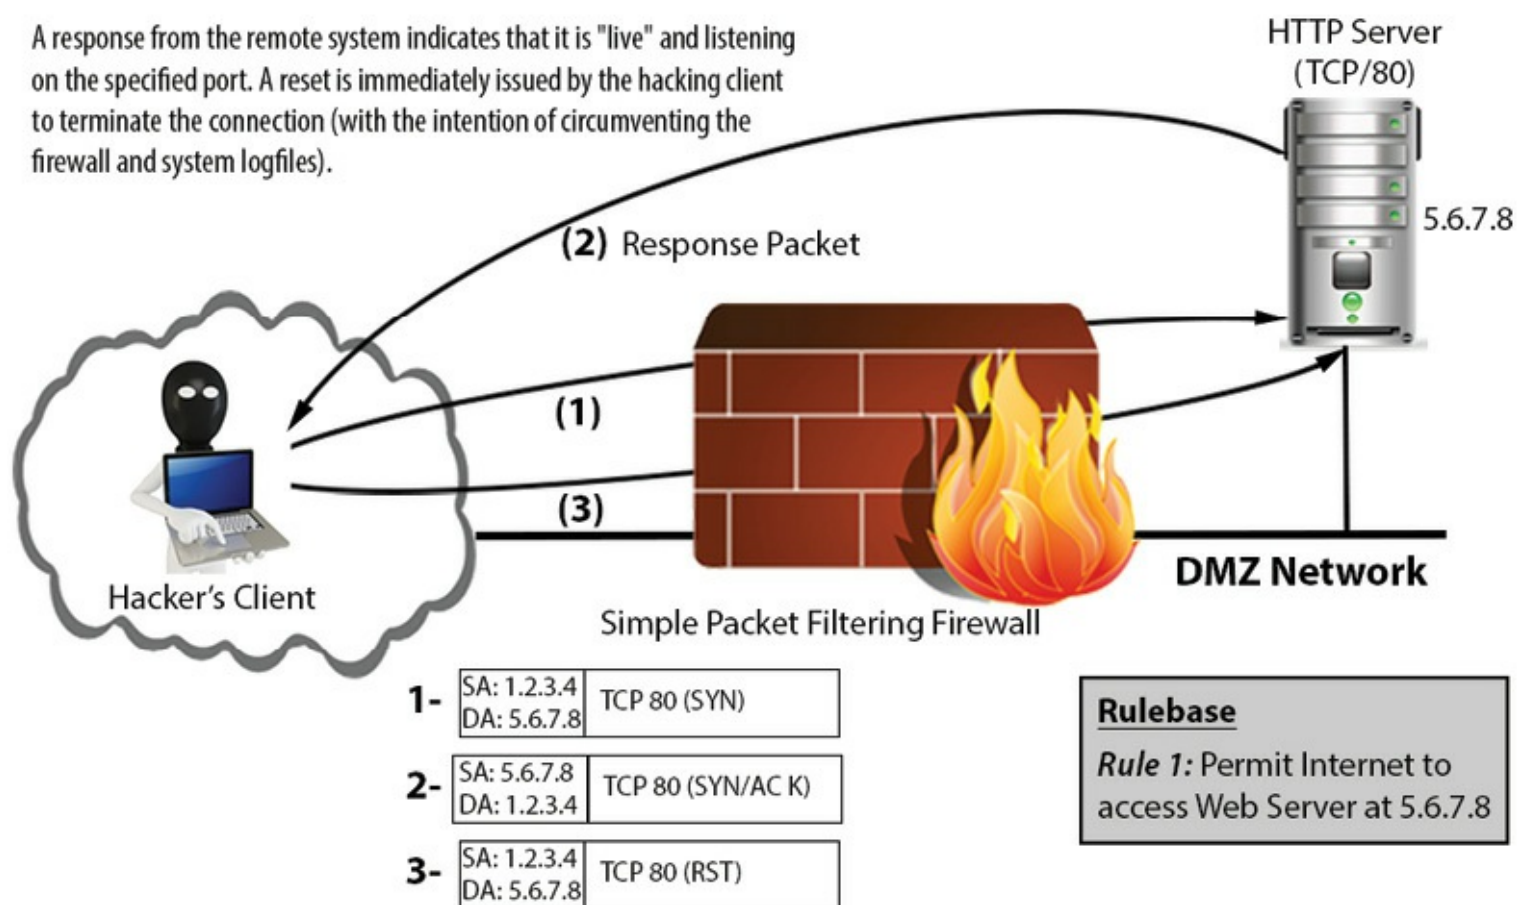 A response from the remote system indicates that it is "live" and listening
on the specified port. A reset is immediately issued by the hacking client
to terminate the connection (with the intention of circumventing the
firewall and system logfiles).
HTTP Server
(TCP/80)
5.6.7.8
(2) Response Packet
(1)
(3)
Hacker's Client
DMZ Network
Simple Packet Filtering Firewall
1-
SA: 1.2.3.4
DA: 5.6.7.8
TCP 80 (SYN)
2-
SA: 5.6.7.8
DA: 1.2.3.4
TCP 80 (SYN/AC K)
3-
SA: 1.2.3.4
DA: 5.6.7.8
TCP 80 (RST)
Rulebase
Rule 1: Permit Internet to
access Web Server at 5.6.7.8